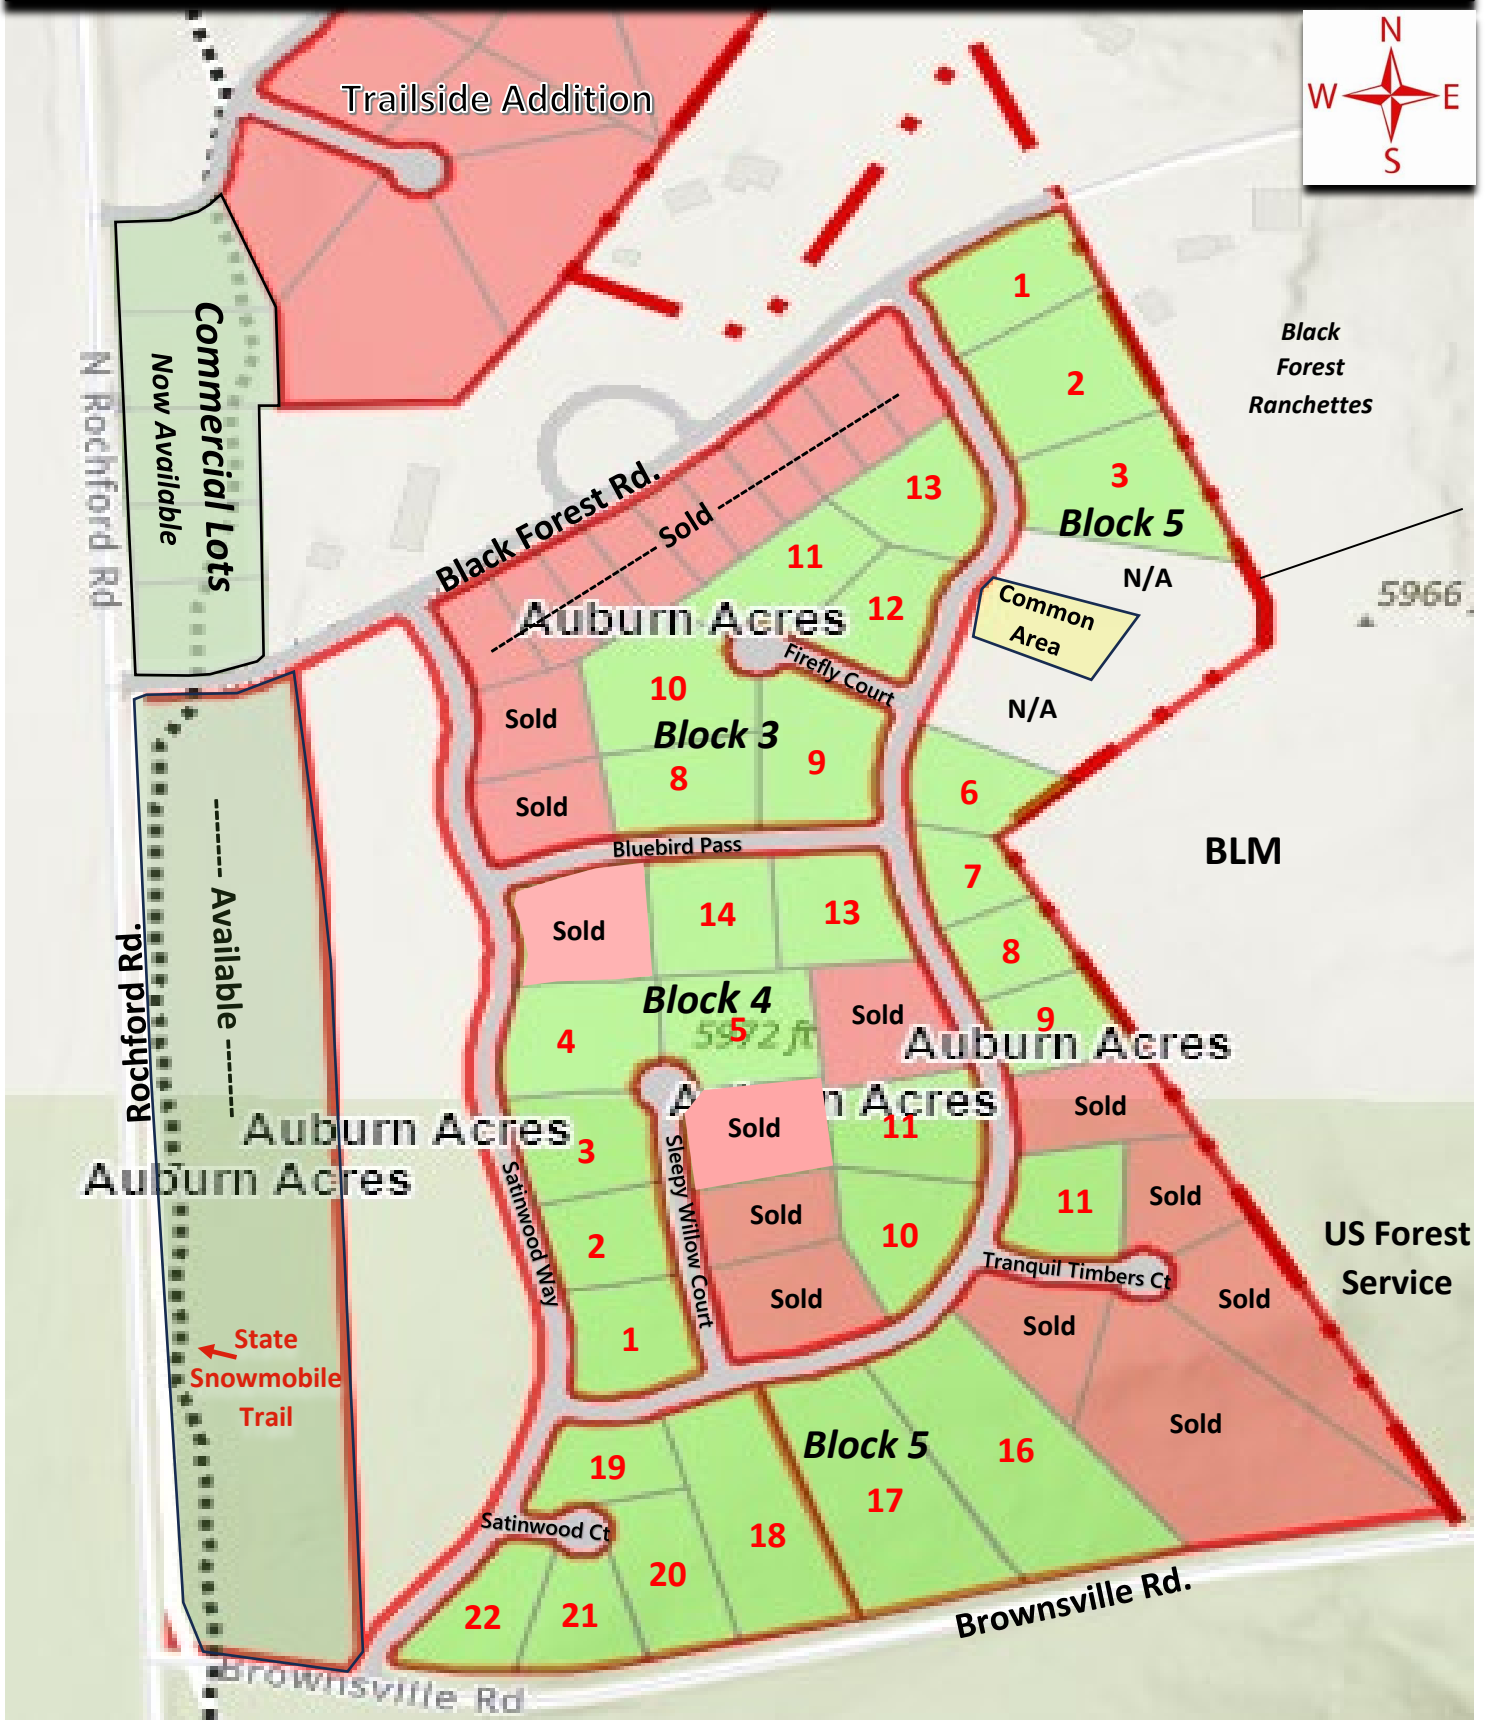 N
W E
S
Trailside Addition
Commercial Lots
Now Available
N Rochford Rd
Black
Forest
Ranchettes
1
2
3
Block 5
N/A
5966
Common
Area
N/A
Black Forest Rd.
Sold
13
11
12
Auburn Acres
Firefly Court
10
Sold
Block 3
9
8
Sold
Bluebird Pass
6
7
8
9
BLM
Sold
14
13
Block 4
4
5
5972 ft
Sold
Auburn Acres
Acres
Sold
11
Sold
Available
Rochford Rd.
Auburn Acres
Auburn Acres
3
Satinwood Way
Sleepy Willow Court
2
Sold
10
11
Sold
US Forest
Service
Tranquil Timbers Ct
Sold
Sold
Sold
1
State
Snowmobile
Trail
Sold
Block 5
16
17
19
Satinwood Ct
18
20
22
21
Brownsville Rd.
Brownsville Rd